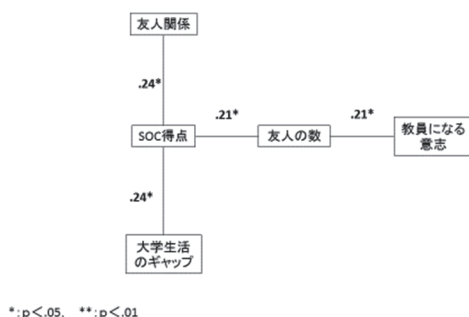 友人関係
.24*
.21*
.21*
SOC得点
友人の数
教員になる
意志
.24*
大学生活
のギャップ
*:p＜.05,　**:p＜.01